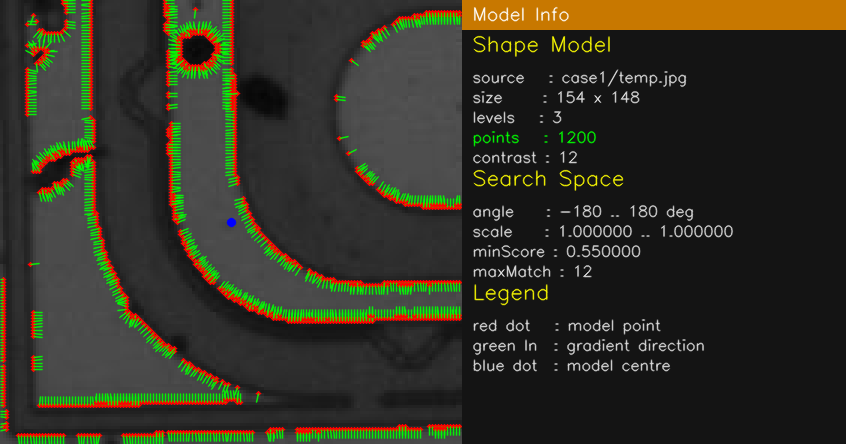 Model Info
Shape Model
source : case1/temp.jpg
size : 154 x 148
levels : 3
points : 1200
contrast : 12
Search Space
angle : -180 .. 180 deg
scale : 1.000000 .. 1.000000
minScore : 0.550000
maxMatch : 12
Legend
red dot : model point
green ln : gradient direction
blue dot : model centre